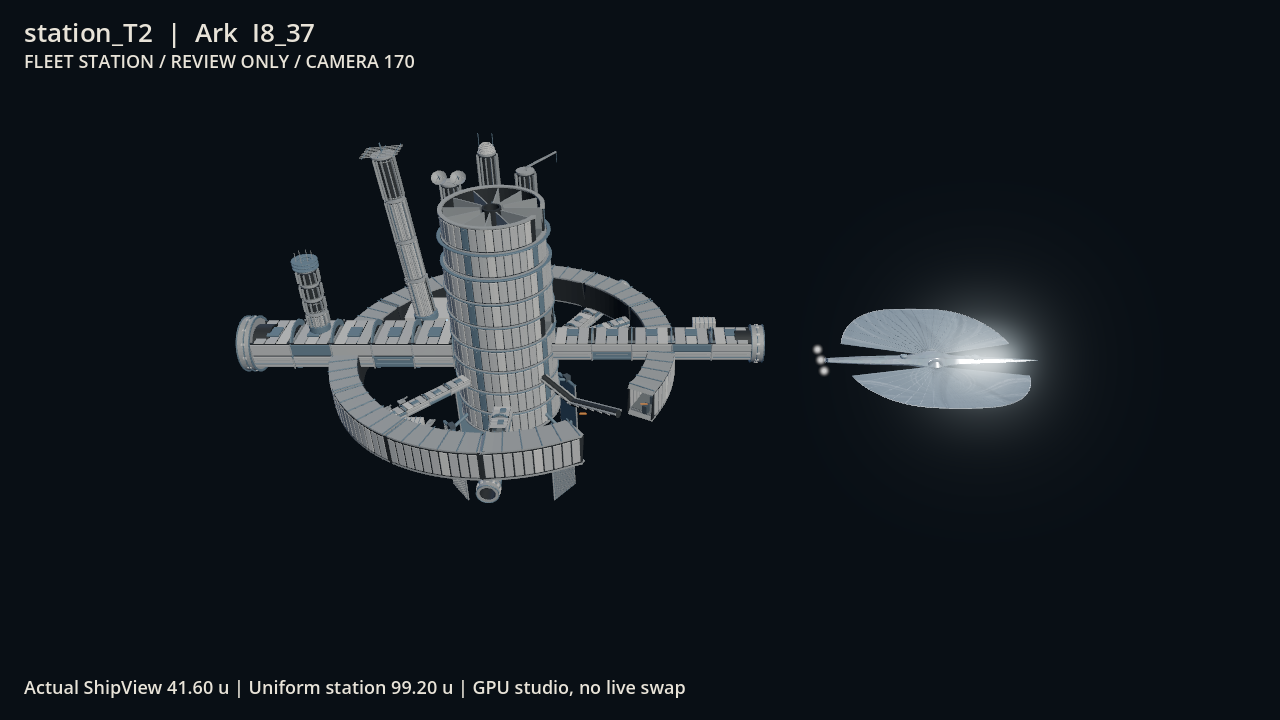 station_T2 | Ark I8_37
FLEET STATION / REVIEW ONLY / CAMERA 170
Actual ShipView 41.60 u | Uniform station 99.20 u | GPU studio, no live swap